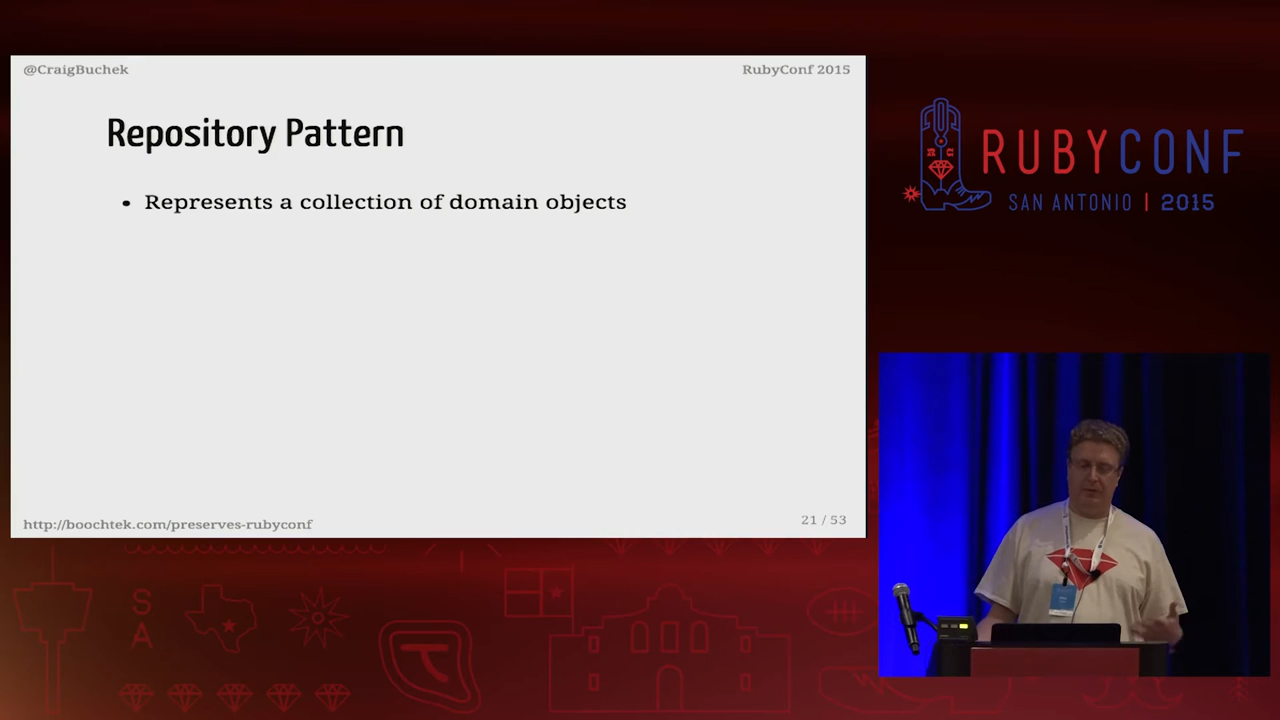 @CraigBuchek
RubyConf 2015
Repository Pattern
• Represents a collection of domain objects
http://boochtek.com/preserves-rubyconf
21 / 53
RUBYCONF
SAN ANTONIO | 2015
S
A